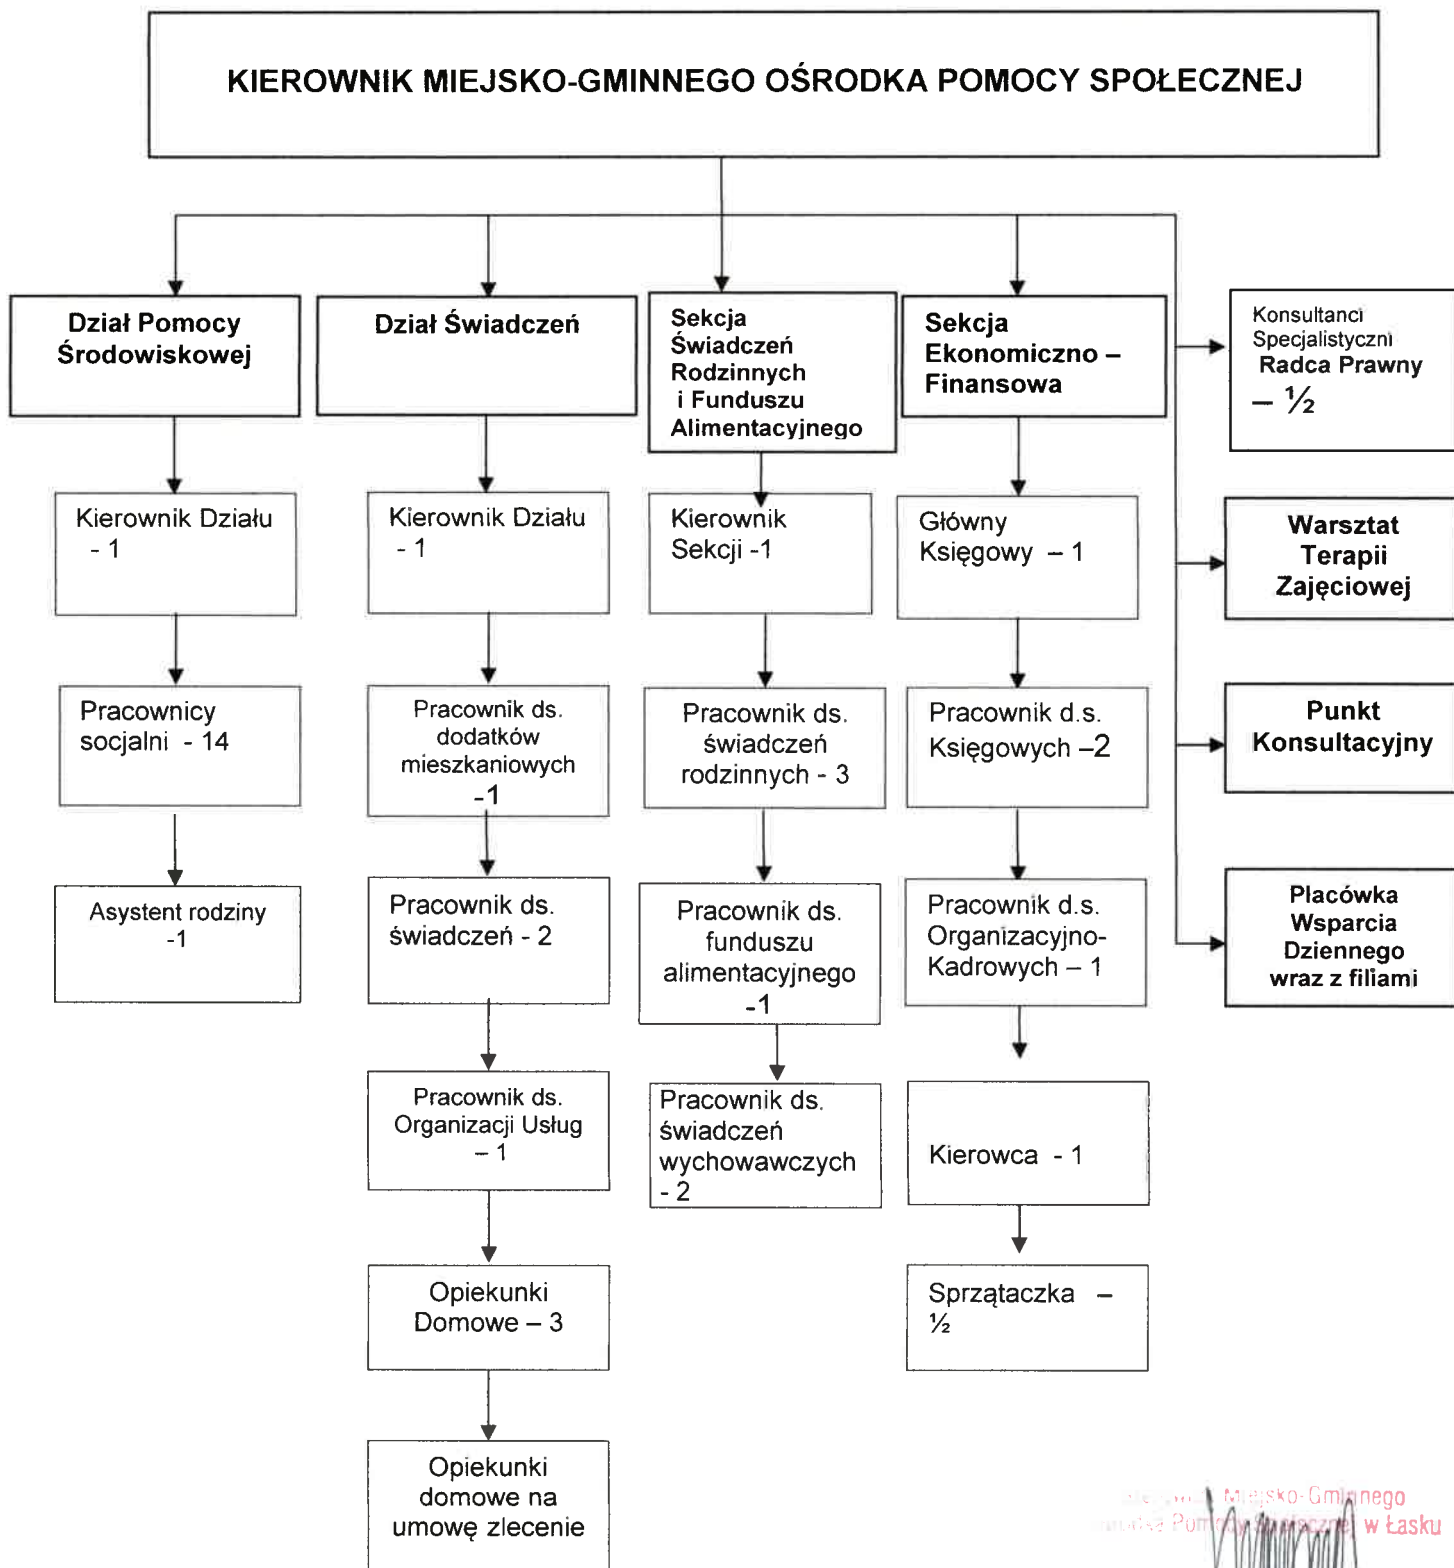 KIEROWNIK MIEJSKO-GMINNEGO OŚRODKA POMOCY SPOŁECZNEJ
Dział Pomocy
Środowiskowej
Dział Świadczeń
Sekcja
Świadczeń
Rodzinnych
i Funduszu
Alimentacyjnego
Sekcja
Ekonomiczno –
Finansowa
Konsultanci
Specjalistyczni
Radca Prawny
– ½
Kierownik Działu
- 1
Kierownik Działu
- 1
Kierownik
Sekcji -1
Główny
Księgowy – 1
Warsztat
Terapii
Zajęciowej
Pracownicy
socjalni - 14
Pracownik ds.
dodatków
mieszkaniowych
-1
Pracownik ds.
świadczeń
rodzinnych - 3
Pracownik d.s.
Księgowych –2
Punkt
Konsultacyjny
Asystent rodziny
-1
Pracownik ds.
świadczeń - 2
Pracownik ds.
funduszu
alimentacyjnego
-1
Pracownik d.s.
Organizacyjno-
Kadrowych – 1
Placówka
Wsparcia
Dziennego
wraz z filiami
Pracownik ds.
Organizacji Usług
– 1
Pracownik ds.
świadczeń
wychowawczych
- 2
Kierowca - 1
Opiekunki
Domowe – 3
Sprzątaczka –
½
Opiekunki
domowe na
umowę zlecenie
Miejsko-Gminnego
Pomocy Społecznej w Łasku